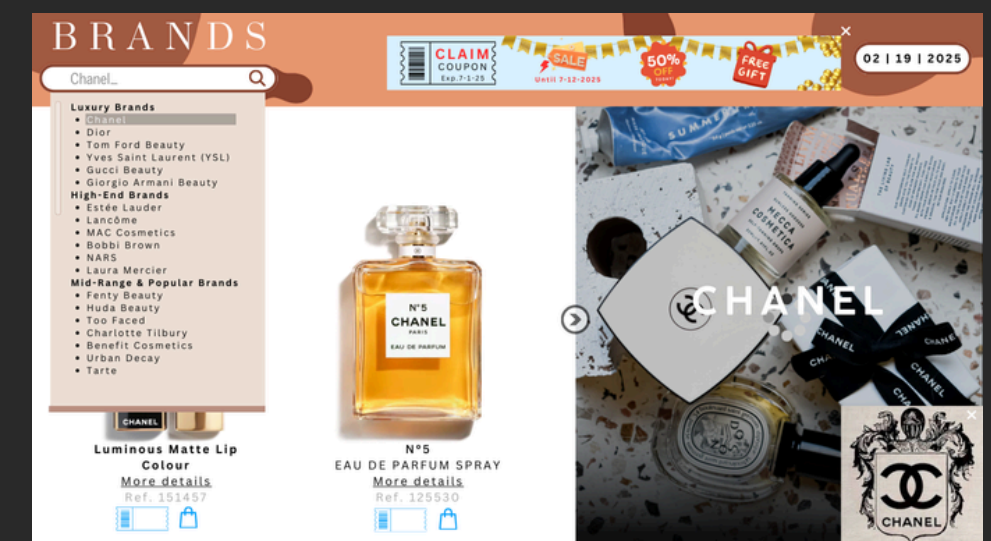 BRANDS
Chanel...
CLAIM
COUPON
Exp.7-1-25
SALE
Until 7-12-2025
50%
OFF
FREE
GIFT
02 | 19 | 2025
Luxury Brands
Chanel
Dior
Tom Ford Beauty
Yves Saint Laurent (YSL)
Gucci Beauty
Giorgio Armani Beauty
High-End Brands
Estée Lauder
Lancôme
MAC Cosmetics
Bobbi Brown
NARS
Laura Mercier
Mid-Range & Popular Brands
Fenty Beauty
Huda Beauty
Too Faced
Charlotte Tilbury
Benefit Cosmetics
Urban Decay
Tarte
CHANEL
Luminous Matte Lip
Colour
More details
Ref. 151457
N°5
CHANEL
PARIS
EAU DE PARFUM
N°5
EAU DE PARFUM SPRAY
More details
Ref. 125530
MECCA
COSMETICA
CHANEL
CHANEL
CHANEL
CHANEL